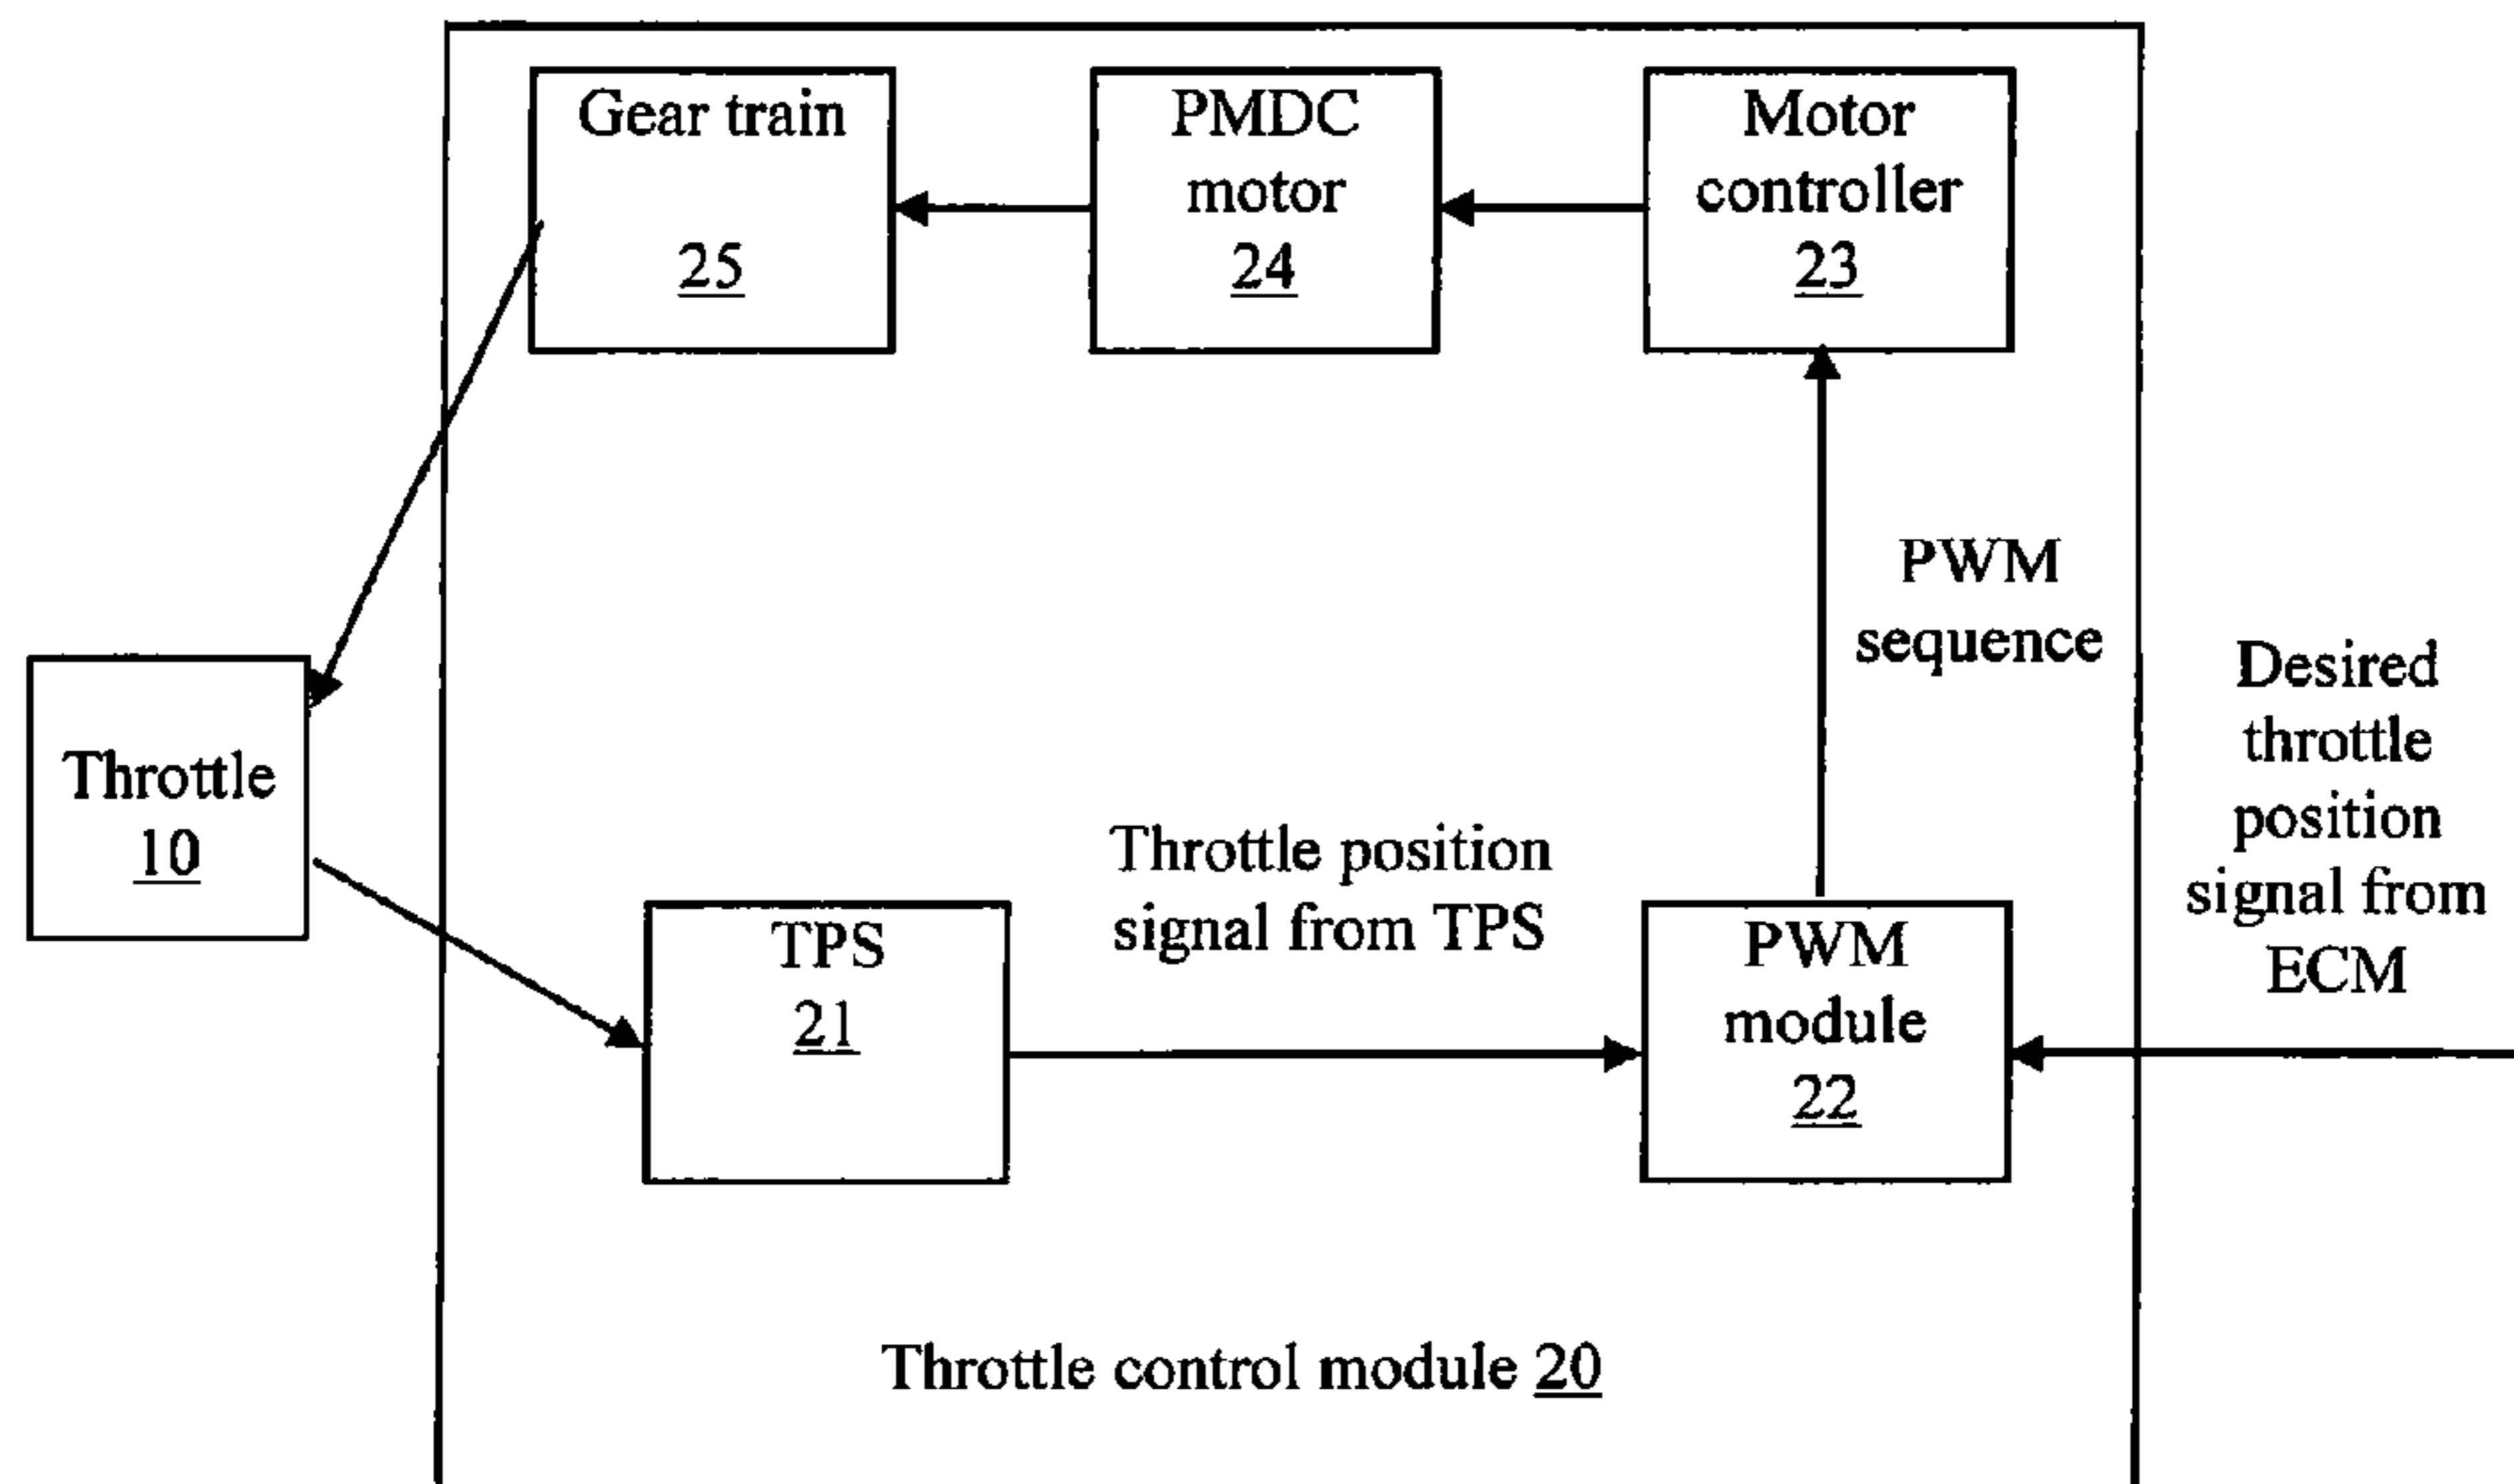 Gear train
25
PMDC
motor
24
Motor
controller
23
PWM
sequence
Desired
throttle
position
signal from
ECM
Throttle
10
Throttle position
signal from TPS
TPS
21
PWM
module
22
Throttle control module 20